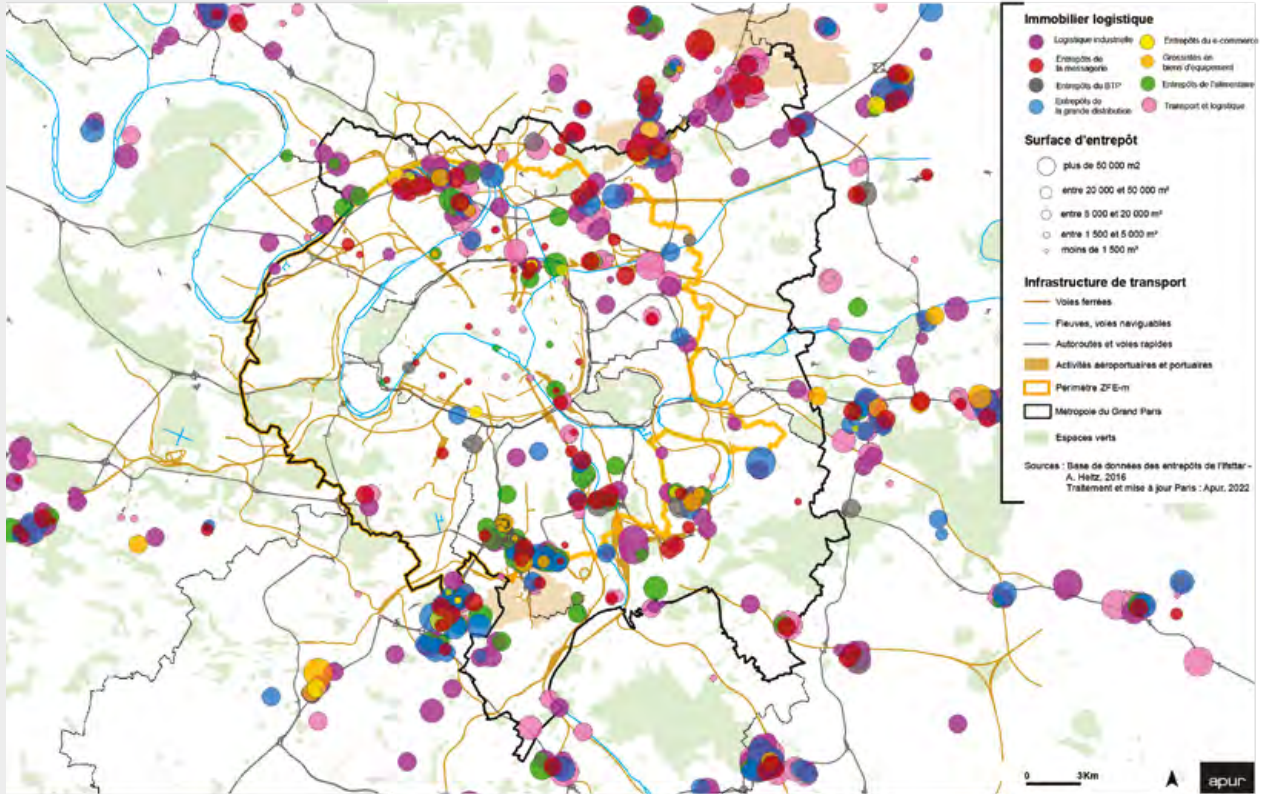 Immobilier logistique
Logistique industrielle
Entrepôts de
la messagerie
Entrepôts du BTP
Entrepôts de
la grande distribution
Entrepôts du e-commerce
Grossistes en
biens d'équipement
Entrepôts de l'alimentaire
Transport et logistique
Surface d'entrepôt
plus de 50 000 m2
entre 20 000 et 50 000 m²
entre 5 000 et 20 000 m²
entre 1 500 et 5 000 m²
moins de 1 500 m²
Infrastructure de transport
Voies ferrées
Fleuves, voies naviguables
Autoroutes et voies rapides
Activités aéroportuaires et portuaires
Périmètre ZFE-m
Métropole du Grand Paris
Espaces verts
Sources : Base de données des entrepôts de l'Ifsttar -
A. Heitz, 2016
Traitement et mise à jour Paris : Apur, 2022
0 3Km
apur